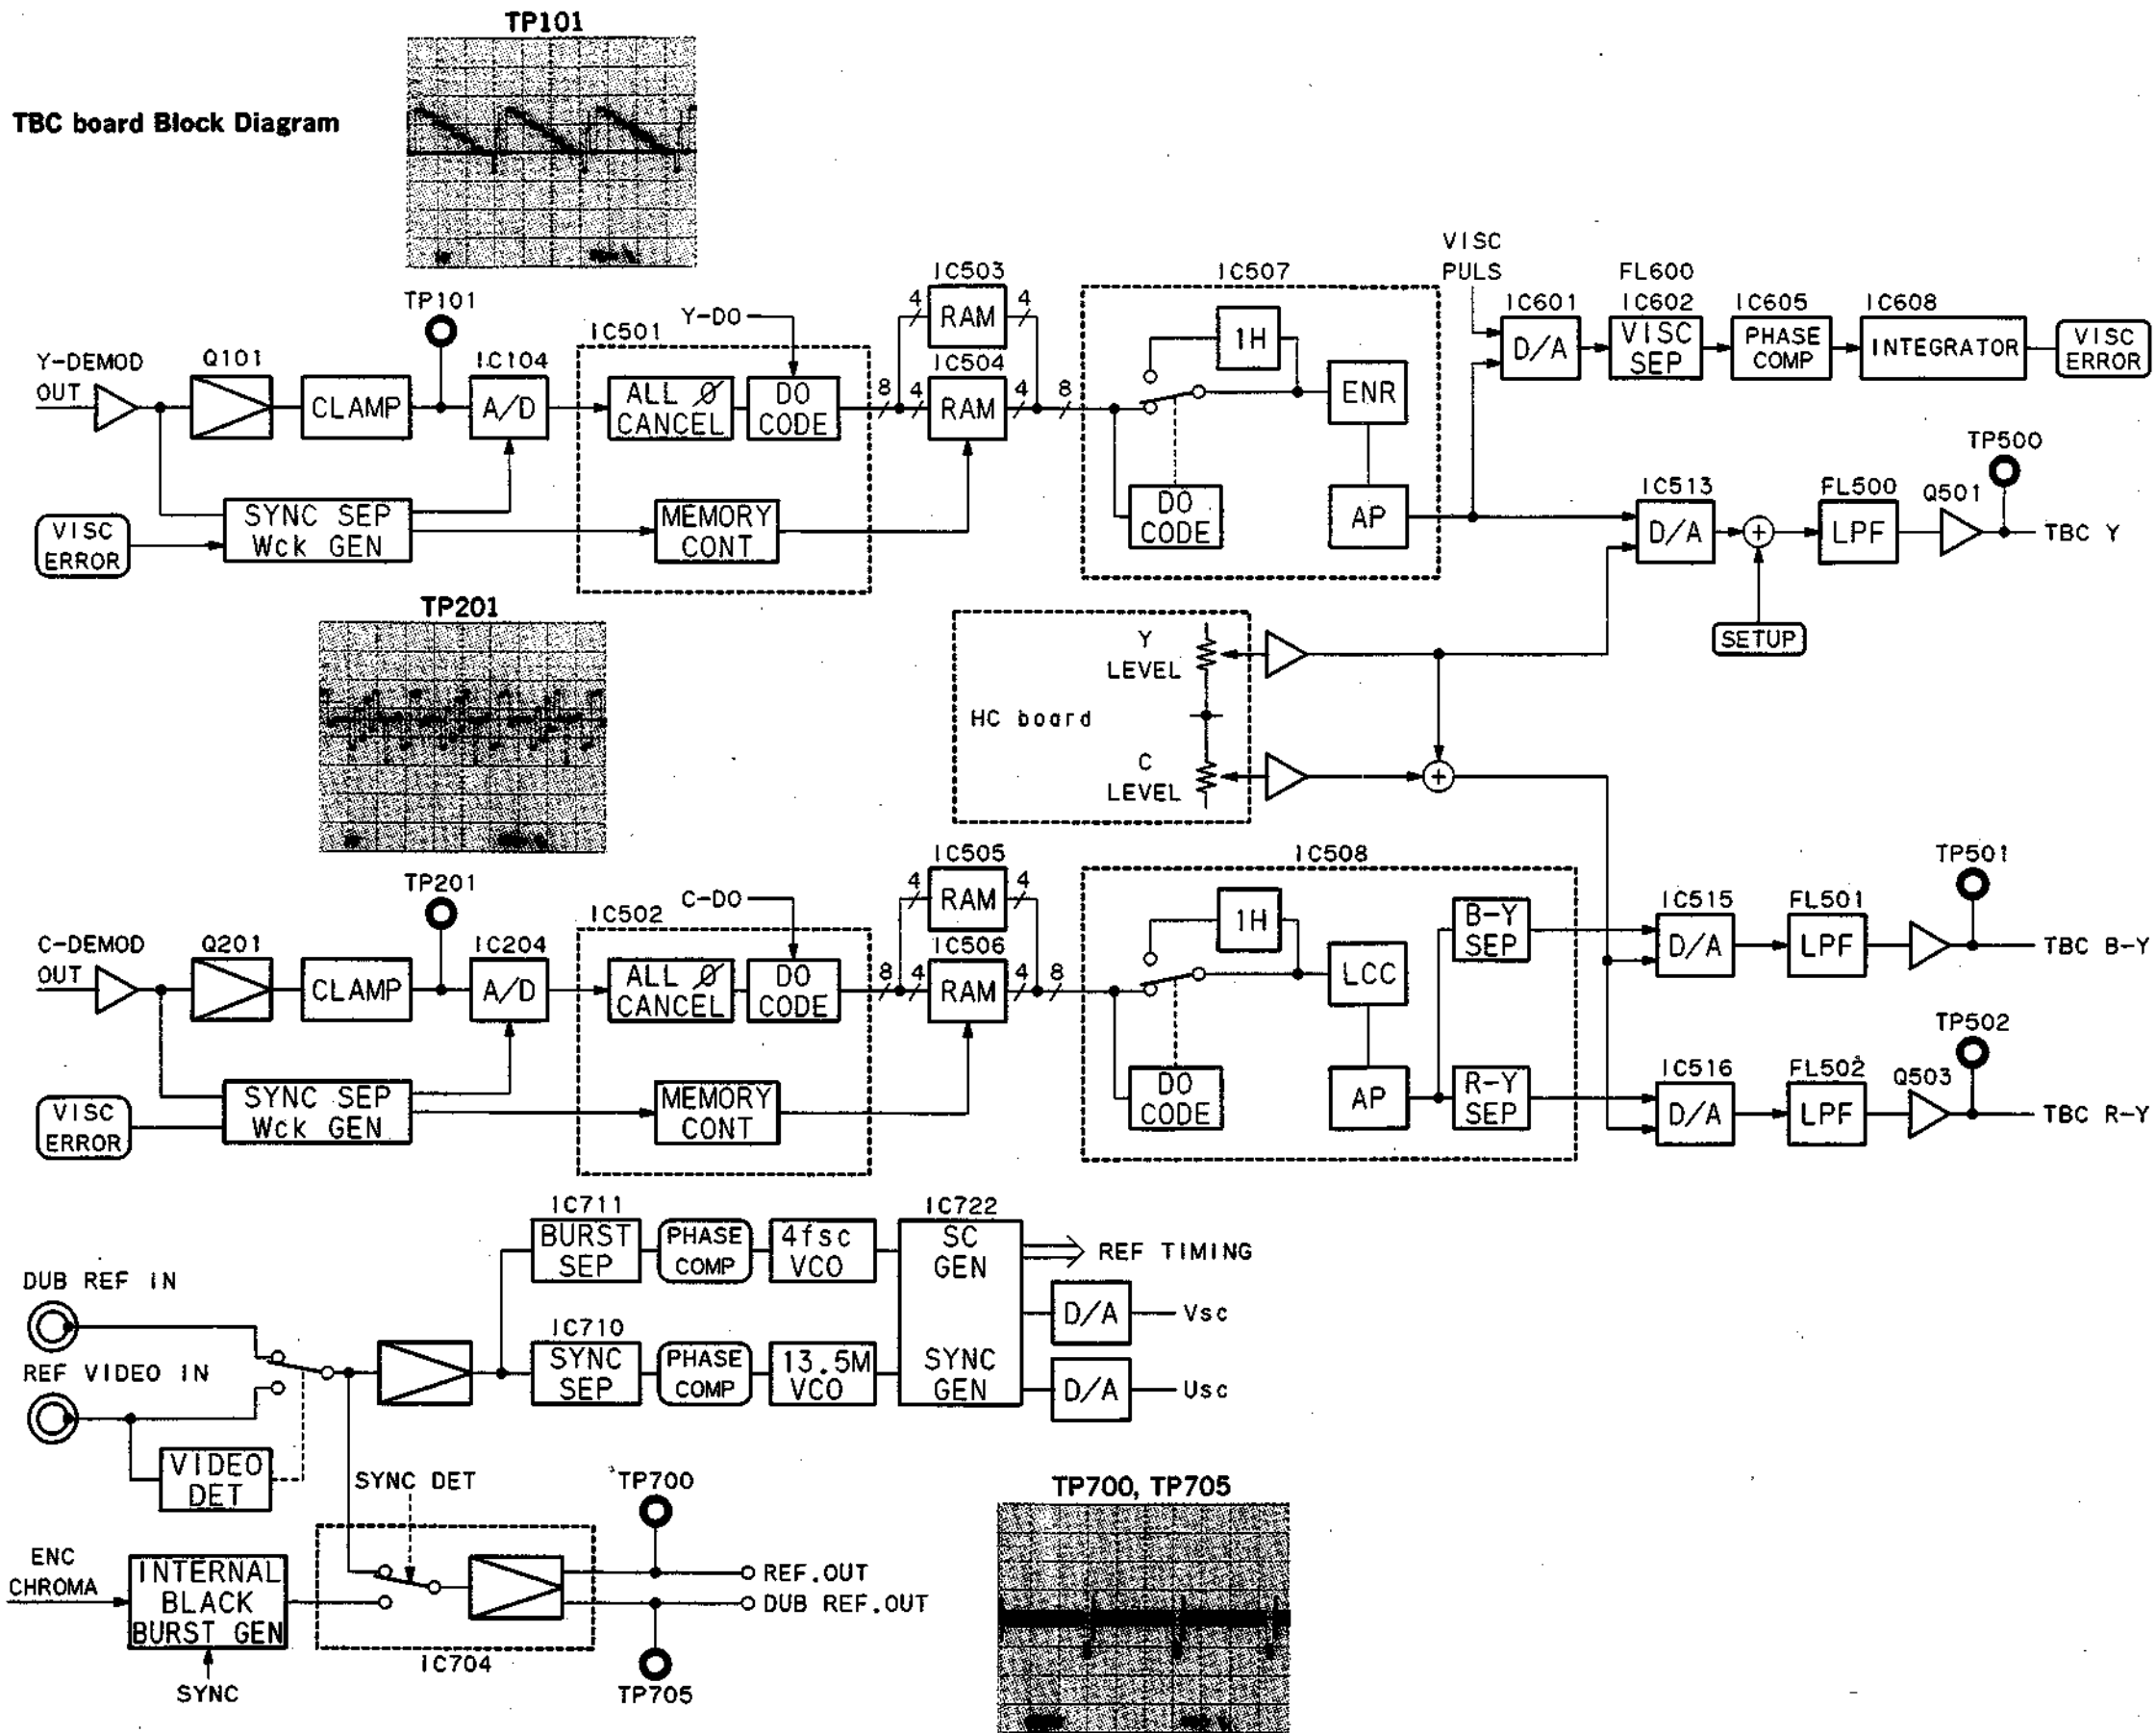 TP101
TBC board Block Diagram
VISC
PULS
IC503
IC507
FL600
TP101
4
RAM
4
IC601
IC602
IC605
IC608
Y-DO
1H
D/A
VISC
SEP
PHASE
COMP
INTEGRATOR
VISC
ERROR
Y-DEMOD
OUT
Q101
IC104
IC501
IC504
CLAMP
A/D
ALL Ø
CANCEL
DO
CODE
8
4
RAM
4
8
ENR
TP500
VISC
ERROR
SYNC SEP
Wck GEN
MEMORY
CONT
DO
CODE
AP
IC513
FL500
Q501
D/A
+
LPF
TBC Y
TP201
SETUP
Y
LEVEL
HC board
C
LEVEL
+
IC505
IC508
TP201
4
RAM
4
TP501
C-DO
1H
B-Y
SEP
IC515
FL501
C-DEMOD
OUT
Q201
IC204
IC502
IC506
CLAMP
A/D
ALL Ø
CANCEL
DO
CODE
8
4
RAM
4
8
LCC
D/A
LPF
TBC B-Y
TP502
VISC
ERROR
SYNC SEP
Wck GEN
MEMORY
CONT
DO
CODE
AP
R-Y
SEP
IC516
FL502
Q503
D/A
LPF
TBC R-Y
IC711
IC722
BURST
SEP
PHASE
COMP
4fsc
VCO
SC
GEN
REF TIMING
DUB REF IN
D/A
Vsc
IC710
REF VIDEO IN
SYNC
SEP
PHASE
COMP
13.5M
VCO
SYNC
GEN
D/A
Usc
VIDEO
DET
SYNC DET
TP700
TP700, TP705
ENC
CHROMA
INTERNAL
BLACK
BURST GEN
REF.OUT
DUB REF.OUT
IC704
SYNC
TP705